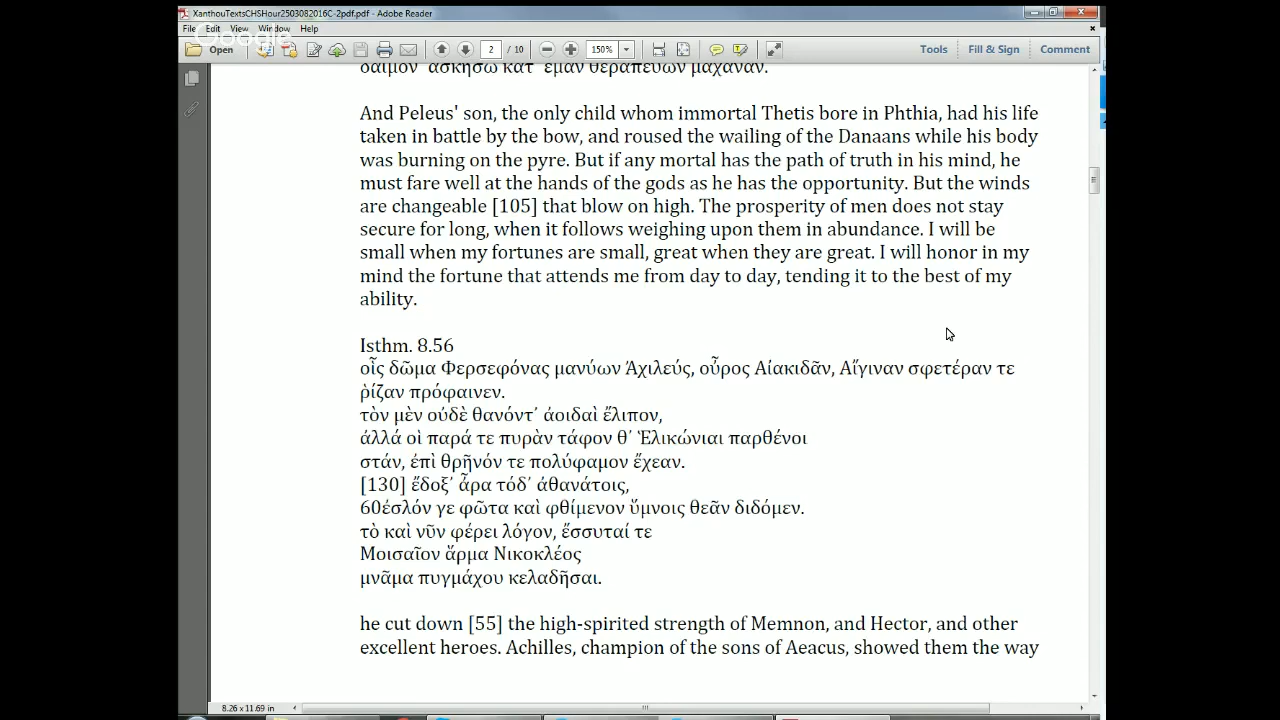 XanthouTextsCHSHour2503082016C-2pdf.pdf - Adobe Reader
File Edit View Window Help
Google
Open 2 / 10 150% Tools Fill & Sign Comment
δαίμον᾽ ἀσκήσω κατ᾽ ἐμὰν θεραπεύων μαχανάν.
And Peleus' son, the only child whom immortal Thetis bore in Phthia, had his life
taken in battle by the bow, and roused the wailing of the Danaans while his body
was burning on the pyre. But if any mortal has the path of truth in his mind, he
must fare well at the hands of the gods as he has the opportunity. But the winds
are changeable [105] that blow on high. The prosperity of men does not stay
secure for long, when it follows weighing upon them in abundance. I will be
small when my fortunes are small, great when they are great. I will honor in my
mind the fortune that attends me from day to day, tending it to the best of my
ability.
Isthm. 8.56
οἷς δῶμα Φερσεφόνας μανύων Ἀχιλεύς, οὖρος Αἰακιδᾶν, Αἴγιναν σφετέραν τε
ῥίζαν πρόφαινεν.
τὸν μὲν οὐδὲ θανόντ᾽ ἀοιδαὶ ἔλιπον,
ἀλλά οἱ παρά τε πυρὰν τάφον θ᾽ Ἑλικώνιαι παρθένοι
στάν, ἐπὶ θρῆνόν τε πολύφαμον ἔχεαν.
[130] ἔδοξ᾽ ἆρα τόδ᾽ ἀθανάτοις,
60ἐσλόν γε φῶτα καὶ φθίμενον ὕμνοις θεᾶν διδόμεν.
τὸ καὶ νῦν φέρει λόγον, ἔσσυταί τε
Μοισαῖον ἅρμα Νικοκλέος
μνᾶμα πυγμάχου κελαδῆσαι.
he cut down [55] the high-spirited strength of Memnon, and Hector, and other
excellent heroes. Achilles, champion of the sons of Aeacus, showed them the way
8.26 x 11.69 in